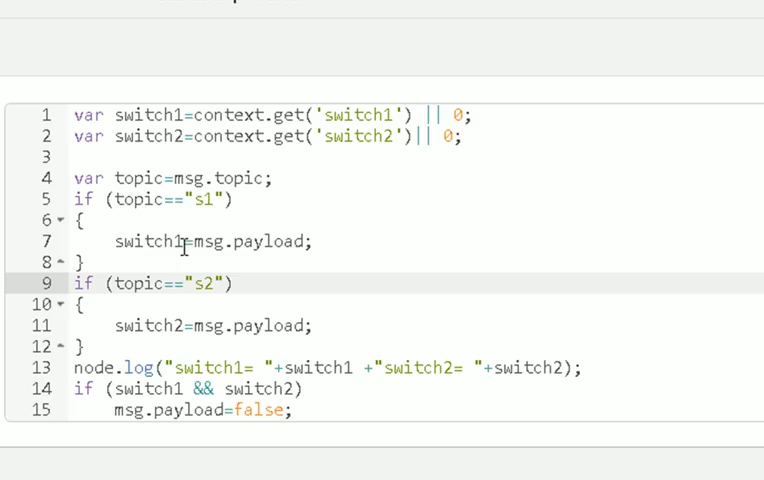 1 var switch1=context.get('switch1') || 0;
2 var switch2=context.get('switch2')|| 0;
3
4 var topic=msg.topic;
5 if (topic=="s1")
6 {
7 switch1=msg.payload;
8 }
9 if (topic=="s2")
10 {
11 switch2=msg.payload;
12 }
13 node.log("switch1= "+switch1 +"switch2= "+switch2);
14 if (switch1 && switch2)
15 msg.payload=false;